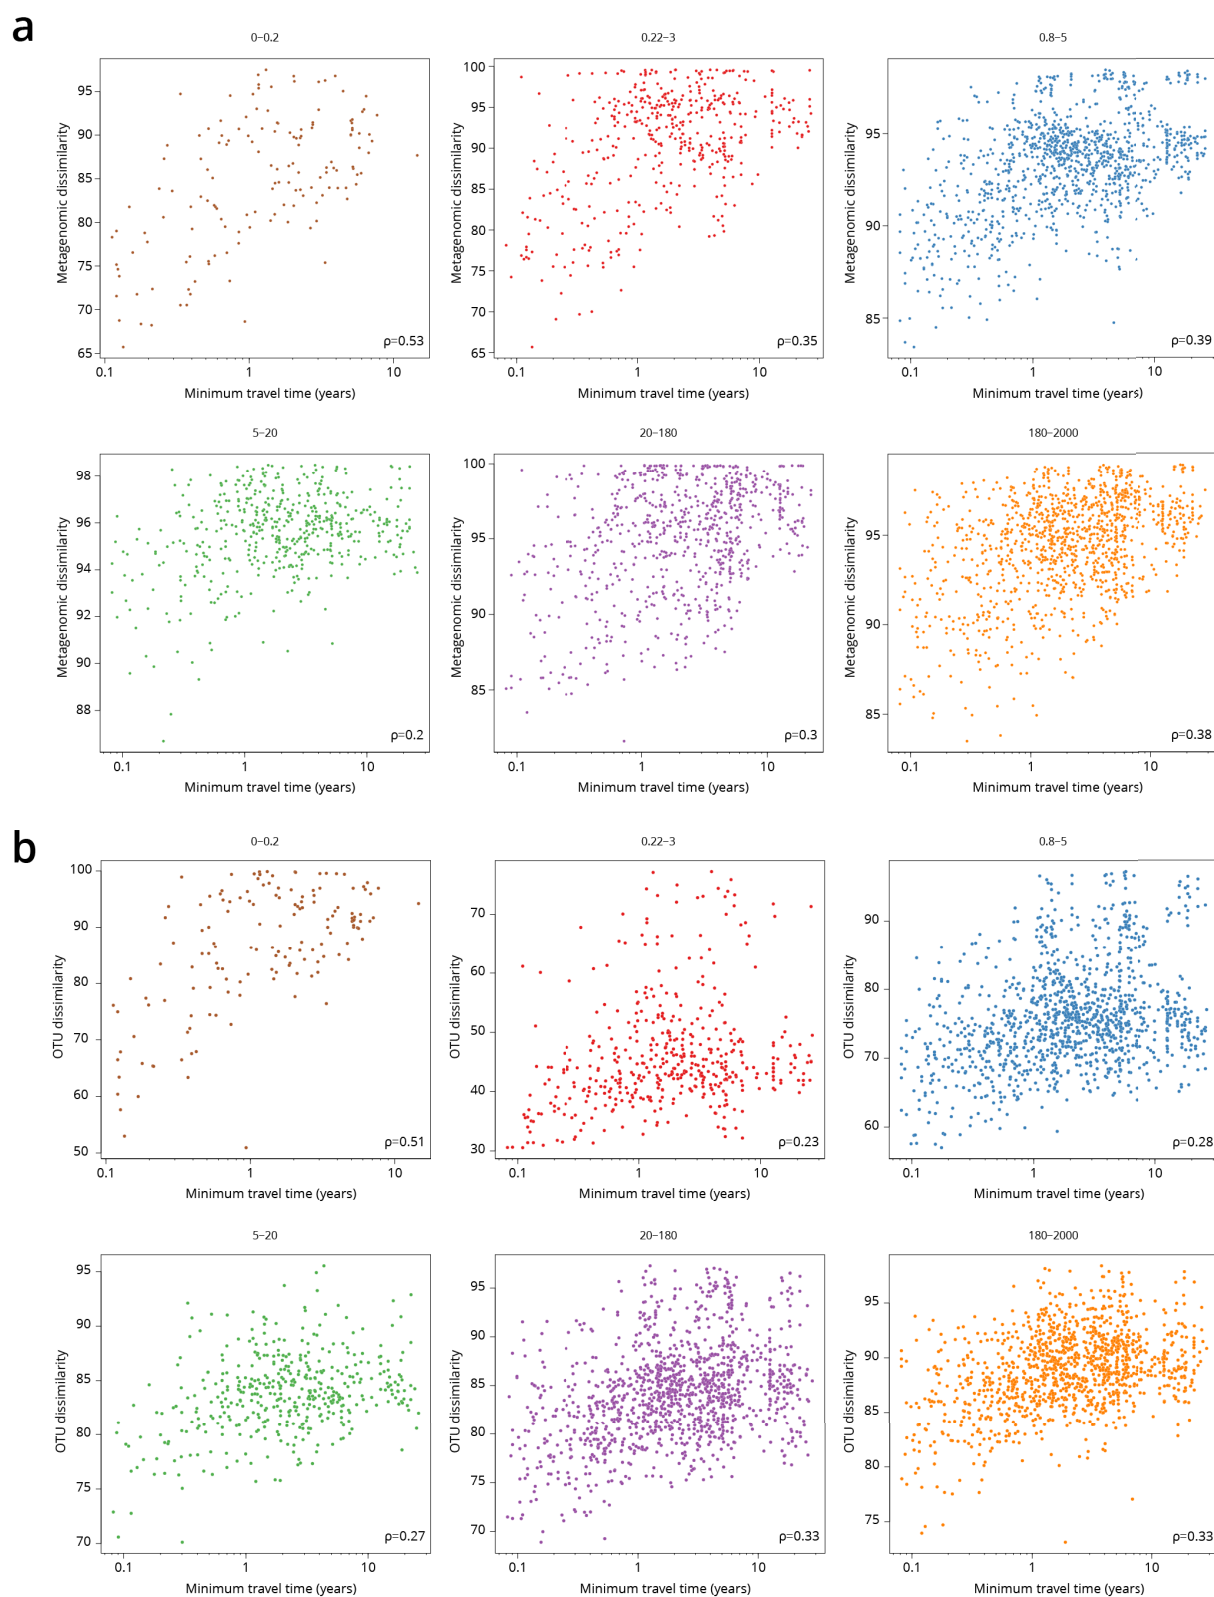 a
0–0.2
0.22–3
0.8–5
Metagenomic dissimilarity
95
90
85
80
75
70
65
ρ=0.53
0.1
1
10
Minimum travel time (years)
Metagenomic dissimilarity
100
95
90
85
80
75
70
65
ρ=0.35
0.1
1
10
Minimum travel time (years)
Metagenomic dissimilarity
95
90
85
ρ=0.39
0.1
1
10
Minimum travel time (years)
5–20
20–180
180–2000
Metagenomic dissimilarity
98
96
94
92
90
88
ρ=0.2
0.1
1
10
Minimum travel time (years)
Metagenomic dissimilarity
100
95
90
85
ρ=0.3
0.1
1
10
Minimum travel time (years)
Metagenomic dissimilarity
95
90
85
ρ=0.38
0.1
1
10
Minimum travel time (years)
b
0–0.2
0.22–3
0.8–5
OTU dissimilarity
100
90
80
70
60
50
ρ=0.51
0.1
1
10
Minimum travel time (years)
OTU dissimilarity
70
60
50
40
30
ρ=0.23
0.1
1
10
Minimum travel time (years)
OTU dissimilarity
90
80
70
60
ρ=0.28
0.1
1
10
Minimum travel time (years)
5–20
20–180
180–2000
OTU dissimilarity
95
90
85
80
75
70
ρ=0.27
0.1
1
10
Minimum travel time (years)
OTU dissimilarity
95
90
85
80
75
70
ρ=0.33
0.1
1
10
Minimum travel time (years)
OTU dissimilarity
95
90
85
80
75
ρ=0.33
0.1
1
10
Minimum travel time (years)